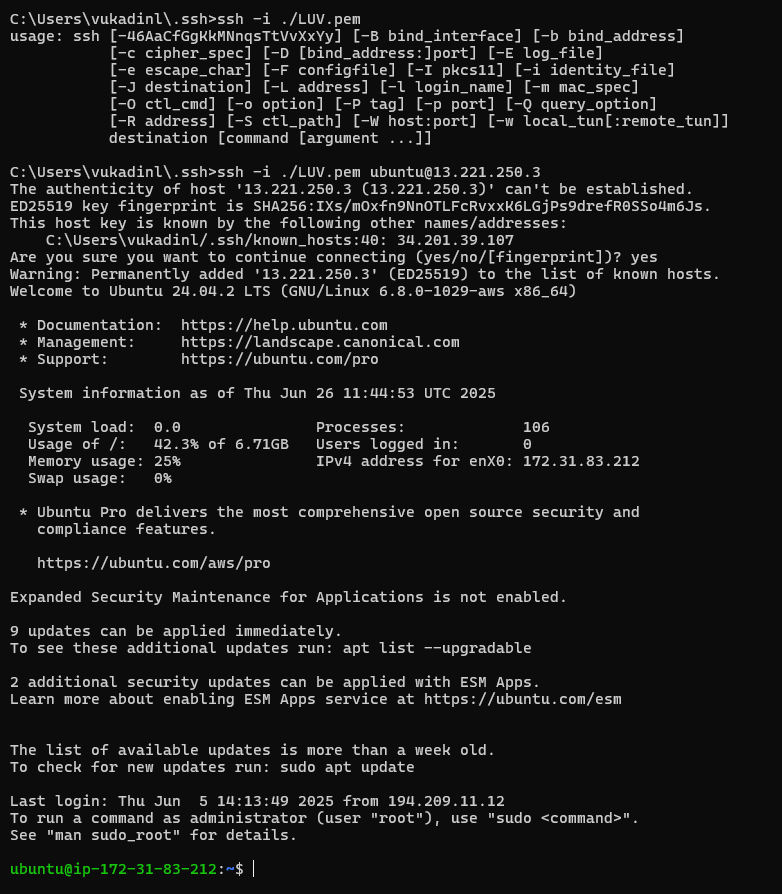 C:\Users\vukadinl\.ssh>ssh -i ./LUV.pem
usage: ssh [-46AaCfGgKkMNnqsTtVvXxYy] [-B bind_interface] [-b bind_address]
           [-c cipher_spec] [-D [bind_address:]port] [-E log_file]
           [-e escape_char] [-F configfile] [-I pkcs11] [-i identity_file]
           [-J destination] [-L address] [-l login_name] [-m mac_spec]
           [-O ctl_cmd] [-o option] [-P tag] [-p port] [-Q query_option]
           [-R address] [-S ctl_path] [-W host:port] [-w local_tun[:remote_tun]]
           destination [command [argument ...]]

C:\Users\vukadinl\.ssh>ssh -i ./LUV.pem ubuntu@13.221.250.3
The authenticity of host '13.221.250.3 (13.221.250.3)' can't be established.
ED25519 key fingerprint is SHA256:IXs/mOxfn9NnOTLFcRvxxK6LGjPs9drefR0SSo4m6Js.
This host key is known by the following other names/addresses:
    C:\Users\vukadinl/.ssh/known_hosts:40: 34.201.39.107
Are you sure you want to continue connecting (yes/no/[fingerprint])? yes
Warning: Permanently added '13.221.250.3' (ED25519) to the list of known hosts.
Welcome to Ubuntu 24.04.2 LTS (GNU/Linux 6.8.0-1029-aws x86_64)

 * Documentation:  https://help.ubuntu.com
 * Management:     https://landscape.canonical.com
 * Support:        https://ubuntu.com/pro

 System information as of Thu Jun 26 11:44:53 UTC 2025

  System load:  0.0               Processes:             106
  Usage of /:   42.3% of 6.71GB   Users logged in:       0
  Memory usage: 25%               IPv4 address for enX0: 172.31.83.212
  Swap usage:   0%

 * Ubuntu Pro delivers the most comprehensive open source security and
   compliance features.

   https://ubuntu.com/aws/pro

Expanded Security Maintenance for Applications is not enabled.

9 updates can be applied immediately.
To see these additional updates run: apt list --upgradable

2 additional security updates can be applied with ESM Apps.
Learn more about enabling ESM Apps service at https://ubuntu.com/esm


The list of available updates is more than a week old.
To check for new updates run: sudo apt update

Last login: Thu Jun  5 14:13:49 2025 from 194.209.11.12
To run a command as administrator (user "root"), use "sudo <command>".
See "man sudo_root" for details.

ubuntu@ip-172-31-83-212:~$